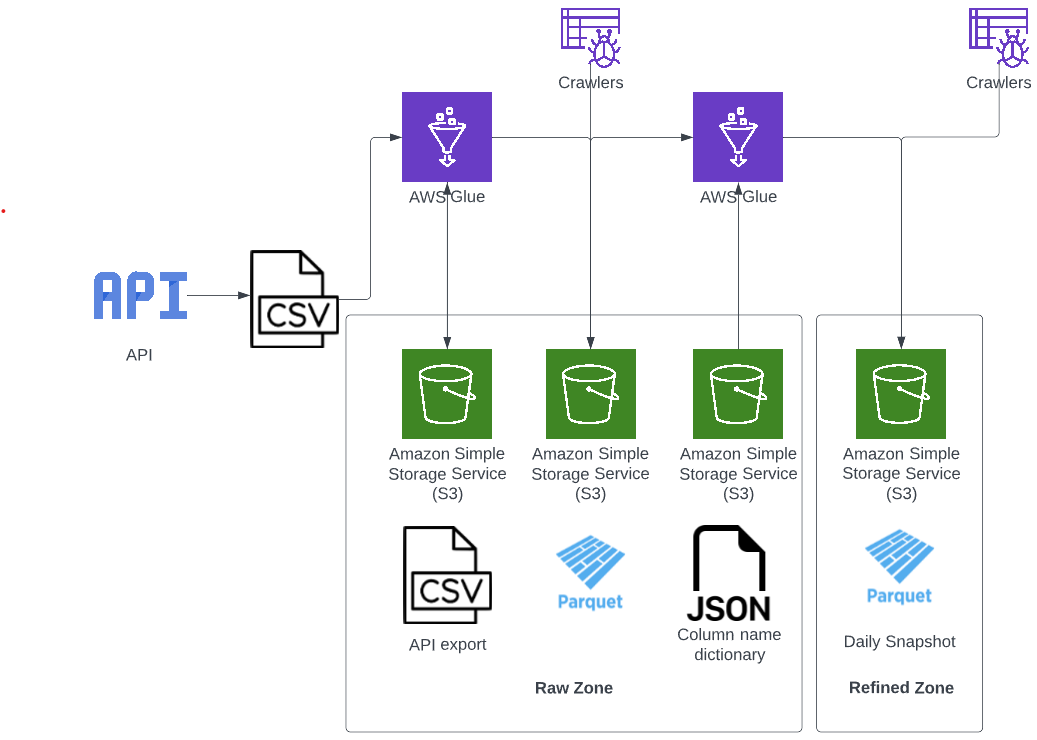 Crawlers
Crawlers
AWS Glue
AWS Glue
API
CSV
API
Amazon Simple
Storage Service
(S3)
Amazon Simple
Storage Service
(S3)
Amazon Simple
Storage Service
(S3)
Amazon Simple
Storage Service
(S3)
CSV
API export
Parquet
JSON
Column name
dictionary
Parquet
Daily Snapshot
Raw Zone
Refined Zone